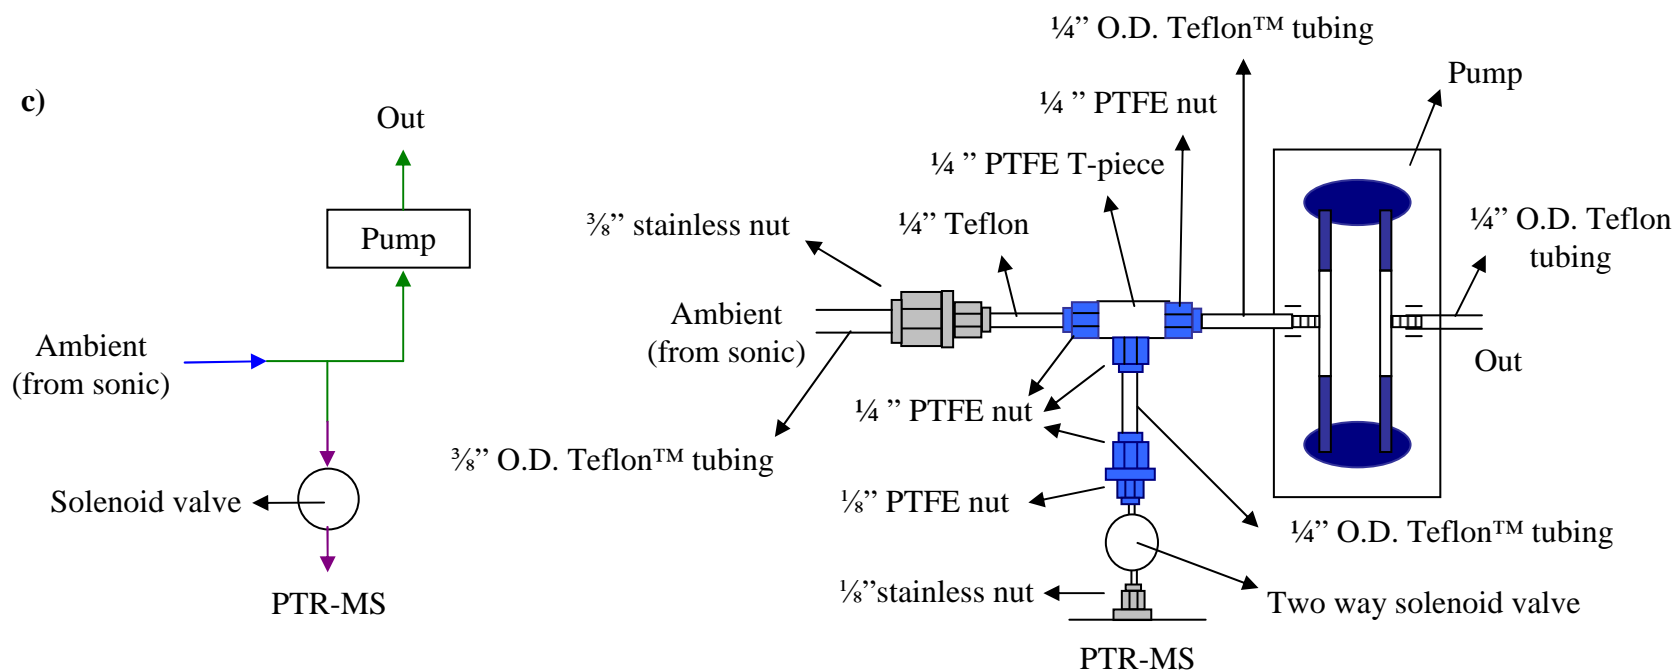 c)
Out
Pump
Ambient
(from sonic)
Solenoid valve
PTR-MS
¼” O.D. Teflon™ tubing
Pump
¼ ” PTFE nut
¼ ” PTFE T-piece
⅜” stainless nut
¼” Teflon
¼” O.D. Teflon
tubing
Ambient
(from sonic)
Out
¼ ” PTFE nut
⅜” O.D. Teflon™ tubing
⅛” PTFE nut
¼” O.D. Teflon™ tubing
⅛”stainless nut
Two way solenoid valve
PTR-MS